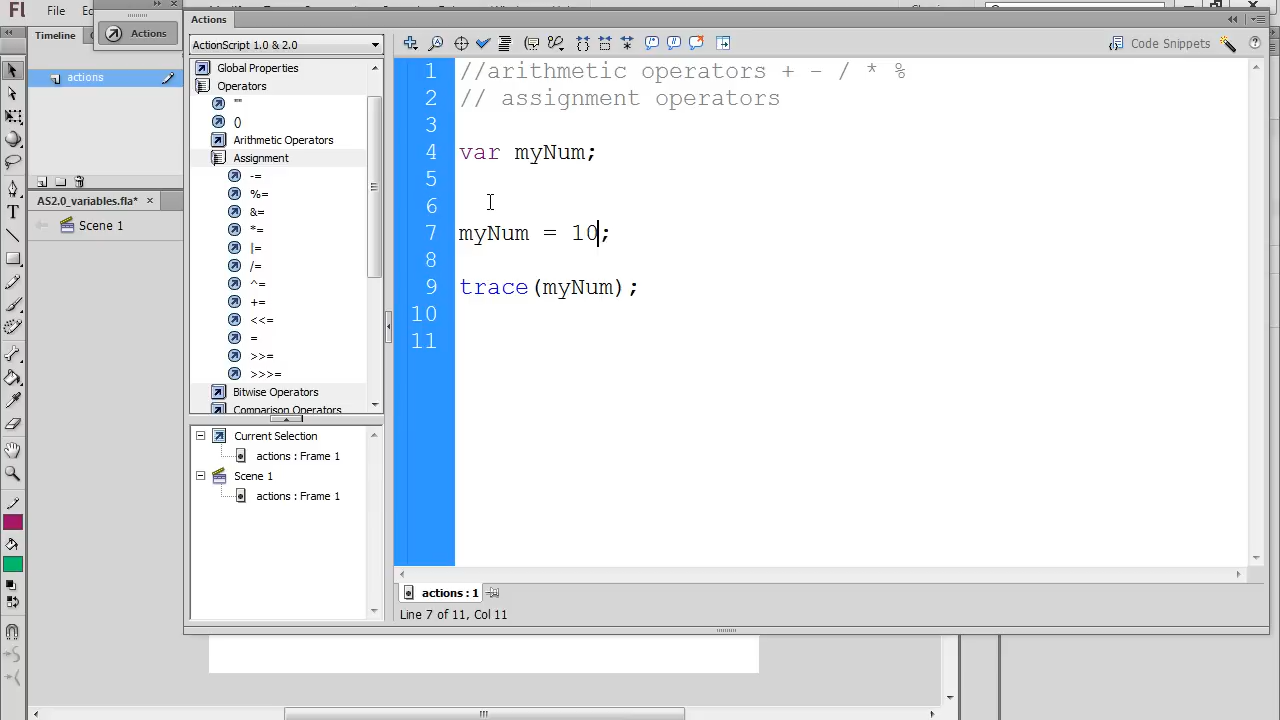 Fl File Ed
Timeline
Actions
Actions
ActionScript 1.0 & 2.0
Code Snippets
actions
AS2.0_variables.fla*
Scene 1
Global Properties
Operators
""
()
Arithmetic Operators
Assignment
-=
%=
&=
*=
|=
/=
^=
+=
<<=
=
>>=
>>>=
Bitwise Operators
Comparison Operators
Current Selection
actions : Frame 1
Scene 1
actions : Frame 1
1 //arithmetic operators + - / * %
2 // assignment operators
3
4 var myNum;
5
6
7 myNum = 10;
8
9 trace(myNum);
10
11
actions : 1
Line 7 of 11, Col 11